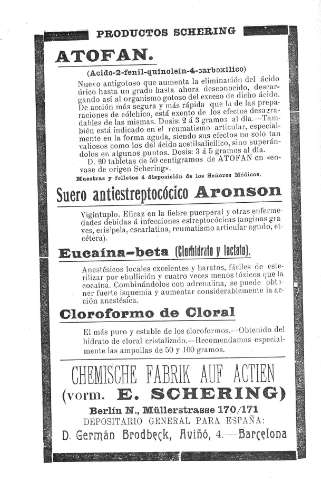 PRODUCTOS SCHERING
ATOFAN.
(Acido-2-fenil-quinolein-4-carboxílico)
Nuevo antigotoso que aumenta la eliminación del ácido
úrico hasta un grado hasta ahora desconocido, descar-
gando así al organismo gotoso del exceso de dicho ácido.
De acción más segura y más rápida que la de las prepa-
raciones de cólchico, está exento de los efectos desagra-
dables de las mismas. Dosis: 2 á 3 gramos al día.—Tam-
bién está indicado en el reumatismo articular, especial-
mente en la forma aguda, siendo sus efectos no solo tan
valiosos como los del ácido acetilsalicílico, sino superán-
dolos en algunos puntos. Dosis: 3 á 5 gramos al día.
D. 20 tabletas de 50 centígramos de ATOFAN en «en-
vase de origen Schering».
Muestras y folletos á disposición de los Señores Médicos.
Suero antiestreptocócico Aronson
Vigintuplo. Eficaz en la fiebre puerperal y otras enferme-
dades debidas á infecciones estreptocócicas (anginas gra-
ves, erisipela, escarlatina, reumatismo articular agudo, et-
cétera).
Eucaína-beta (Clorhidrato y lactato).
Anestésicos locales excelentes y baratos, fáciles de este-
rilizar por ebullición y cuatro veces menos tóxicos que la
cocaína. Combinándolos con adrenalina, se puede obte-
ner fuerte isquemia y aumentar considerablemente la ac-
ción anestésica.
Cloroformo de Cloral
El más puro y estable de los cloroformos.—Obtenido del
hidrato de cloral cristalizado.—Recomendamos especial-
mente las ampollas de 50 y 100 gramos.
CHEMISCHE FABRIK AUF ACTIEN
(vorm. E. SCHERING)
Berlín N., Müllerstrasse 170/171
DEPOSITARIO GENERAL PARA ESPAÑA:
D. Germán Brodbeck, Aviñó, 4.—Barcelona